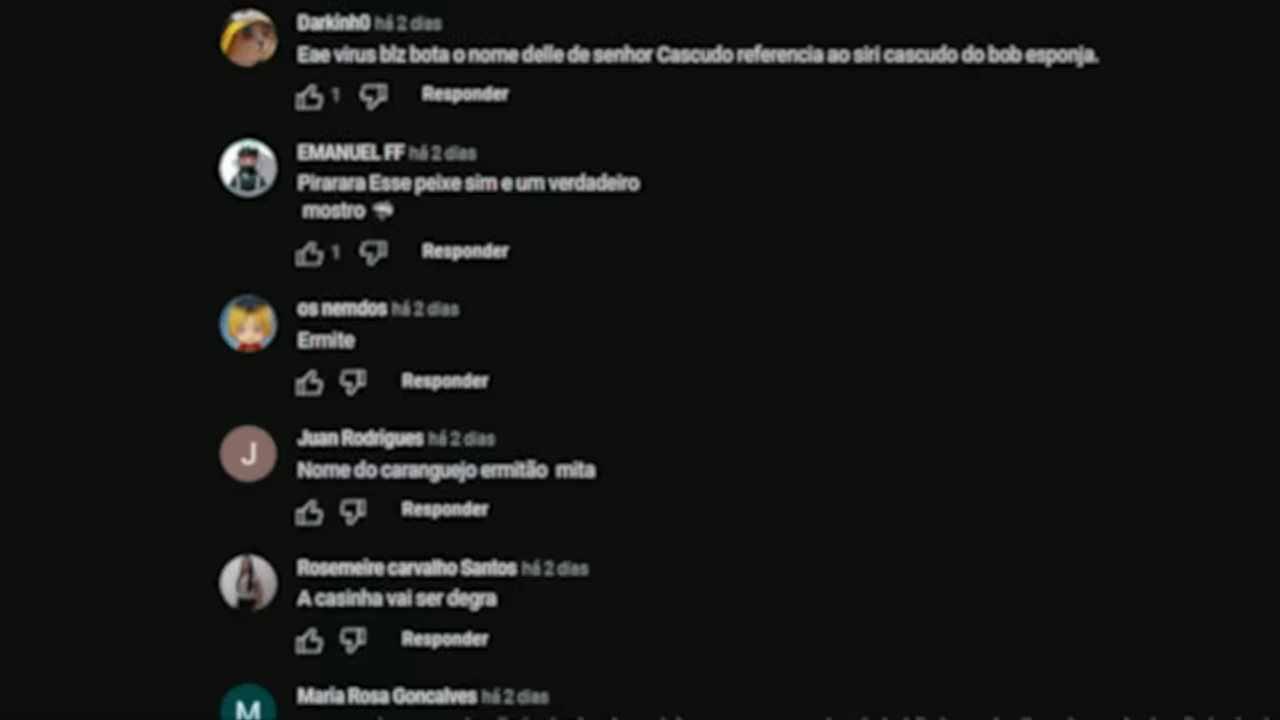 Darkinh0 há 2 dias
Eae virus blz bota o nome delle de senhor Cascudo referencia ao siri cascudo do bob esponja.
1 Responder
EMANUEL FF há 2 dias
Pirarara Esse peixe sim e um verdadeiro
mostro 🦈
1 Responder
os nemdos há 2 dias
Ermite
Responder
J
Juan Rodrigues há 2 dias
Nome do caranguejo ermitão mita
Responder
Rosemeire carvalho Santos há 2 dias
A casinha vai ser degra
Responder
M
Maria Rosa Goncalves há 2 dias